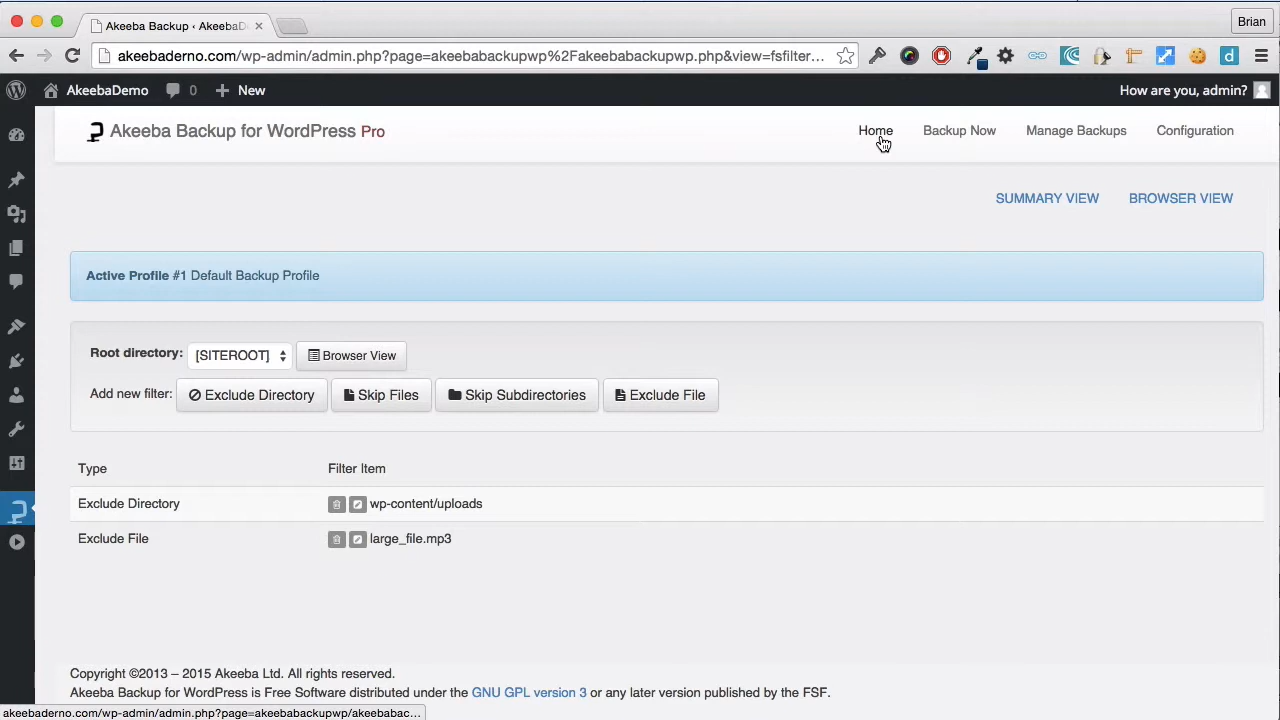 Akeeba Backup ‹ AkeebaDe
Brian
akeebaderno.com/wp-admin/admin.php?page=akeebabackupwp%2Fakeebabackupwp.php&view=fsfilter...
AkeebaDemo 0 New How are you, admin?
Akeeba Backup for WordPress Pro Home Backup Now Manage Backups Configuration
SUMMARY VIEW BROWSER VIEW
Active Profile #1 Default Backup Profile
Root directory: [SITEROOT] Browser View
Add new filter: Exclude Directory Skip Files Skip Subdirectories Exclude File
Type Filter Item
Exclude Directory wp-content/uploads
Exclude File large_file.mp3
Copyright ©2013 – 2015 Akeeba Ltd. All rights reserved.
Akeeba Backup for WordPress is Free Software distributed under the GNU GPL version 3 or any later version published by the FSF.
akeebaderno.com/wp-admin/admin.php?page=akeebabackupwp/akeebabac...